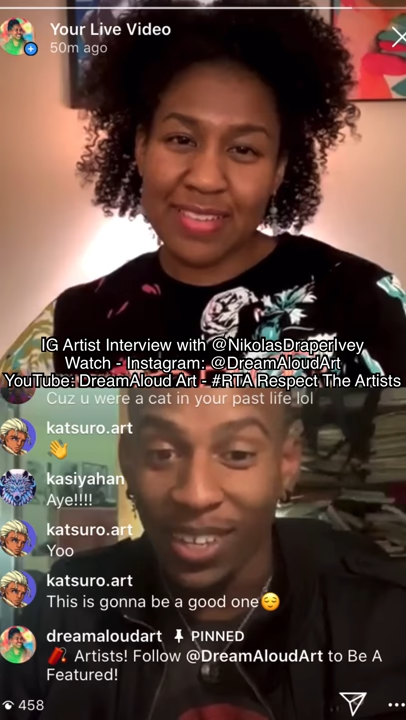 Your Live Video
50m ago
IG Artist Interview with @NikolasDraperIvey
Watch - Instagram: @DreamAloudArt
YouTube: DreamAloud Art - #RTA Respect The Artists
Cuz u were a cat in your past life lol
katsuro.art
👋
kasiyahan
Aye!!!!
katsuro.art
Yoo
katsuro.art
This is gonna be a good one😌
dreamaloudart PINNED
🧨 Artists! Follow @DreamAloudArt to Be A
Featured!
458